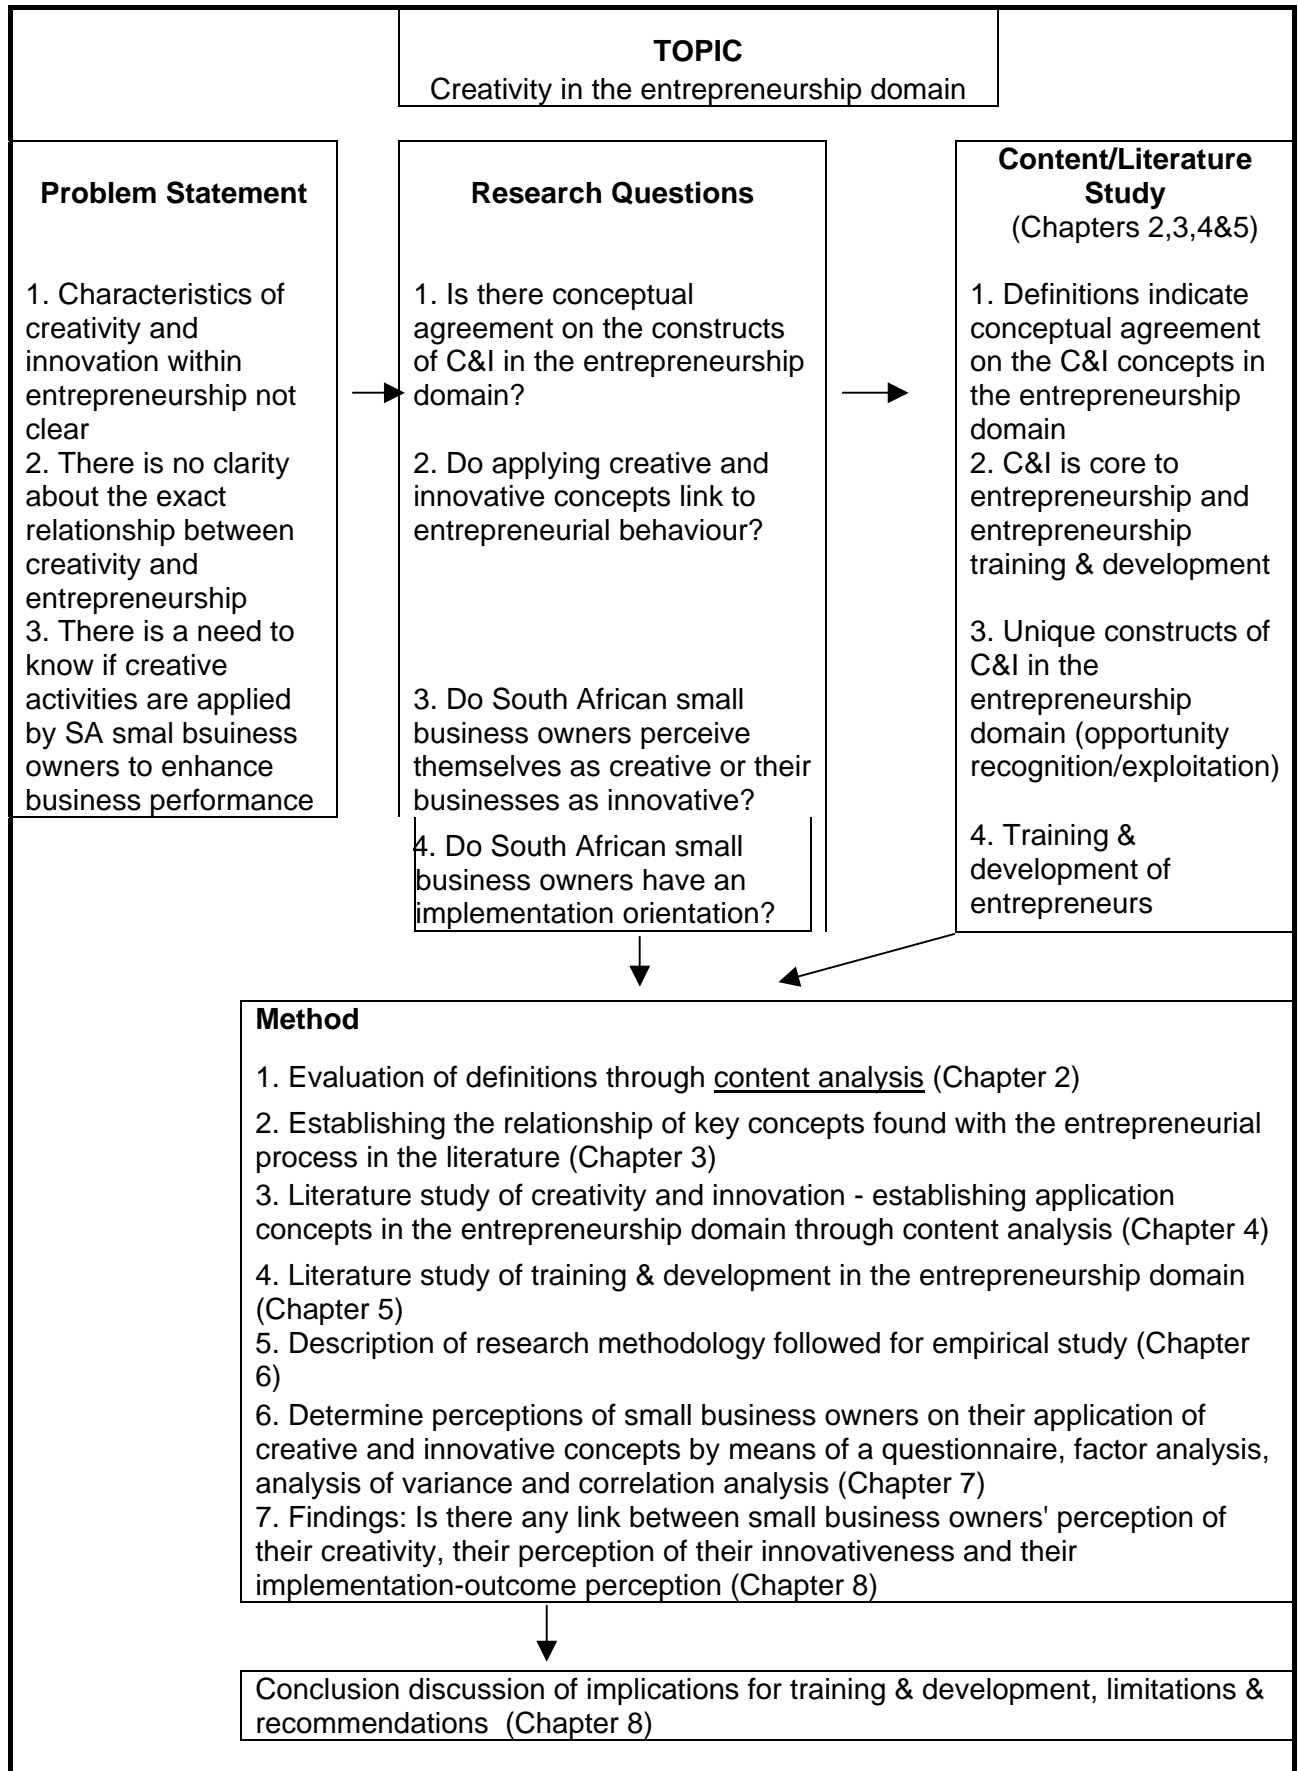 TOPIC
Creativity in the entrepreneurship domain
Problem Statement
1. Characteristics of
creativity and
innovation within
entrepreneurship not
clear
2. There is no clarity
about the exact
relationship between
creativity and
entrepreneurship
3. There is a need to
know if creative
activities are applied
by SA smal bsuiness
owners to enhance
business performance
Research Questions
1. Is there conceptual
agreement on the constructs
of C&I in the entrepreneurship
domain?
2. Do applying creative and
innovative concepts link to
entrepreneurial behaviour?
3. Do South African small
business owners perceive
themselves as creative or their
businesses as innovative?
4. Do South African small
business owners have an
implementation orientation?
Content/Literature
Study
(Chapters 2,3,4&5)
1. Definitions indicate
conceptual agreement
on the C&I concepts in
the entrepreneurship
domain
2. C&I is core to
entrepreneurship and
entrepreneurship
training & development
3. Unique constructs of
C&I in the
entrepreneurship
domain (opportunity
recognition/exploitation)
4. Training &
development of
entrepreneurs
Method
1. Evaluation of definitions through content analysis (Chapter 2)
2. Establishing the relationship of key concepts found with the entrepreneurial
process in the literature (Chapter 3)
3. Literature study of creativity and innovation - establishing application
concepts in the entrepreneurship domain through content analysis (Chapter 4)
4. Literature study of training & development in the entrepreneurship domain
(Chapter 5)
5. Description of research methodology followed for empirical study (Chapter
6)
6. Determine perceptions of small business owners on their application of
creative and innovative concepts by means of a questionnaire, factor analysis,
analysis of variance and correlation analysis (Chapter 7)
7. Findings: Is there any link between small business owners' perception of
their creativity, their perception of their innovativeness and their
implementation-outcome perception (Chapter 8)
Conclusion discussion of implications for training & development, limitations &
recommendations (Chapter 8)